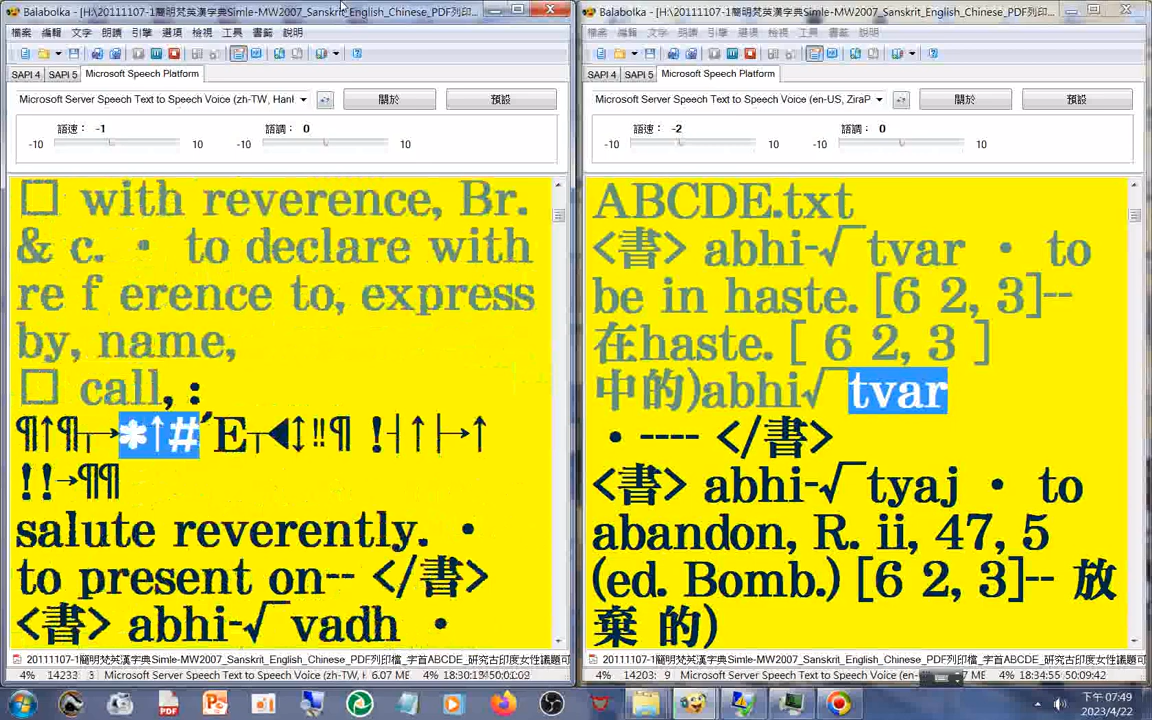 Balabolka - [H:\20111107-1簡明梵英漢字典Simle-MW2007_Sanskrit_English_Chinese_PDF列印...
檔案 編輯 文字 朗讀 引擎 選項 檢視 工具 書籤 說明
SAPI 4 SAPI 5 Microsoft Speech Platform
Microsoft Server Speech Text to Speech Voice (zh-TW, Hanl
關於 預設
語速： -1 語調： 0
-10 10 -10 10
□ with reverence, Br.
& c. • to declare with
re f erence to, express
by, name,
□ call, :
¶↑¶┬→*↑#´E┬◄↕‼¶ !┤↑├→↑
!!→¶¶
salute reverently. •
to present on-- </書>
<書> abhi-√ vadh •
20111107-1簡明梵英漢字典Simle-MW2007_Sanskrit_English_Chinese_PDF列印檔_字首ABCDE_研究古印度女性議題可
4% 14233 3 Microsoft Server Speech Text to Speech Voice (zh-TW, H 6.07 MB 4%
Balabolka - [H:\20111107-1簡明梵英漢字典Simle-MW2007_Sanskrit_English_Chinese_PDF列印...
檔案 編輯 文字 朗讀 引擎 選項 檢視 工具 書籤 說明
SAPI 4 SAPI 5 Microsoft Speech Platform
Microsoft Server Speech Text to Speech Voice (en-US, ZiraP
關於 預設
語速： -2 語調： 0
-10 10 -10 10
ABCDE.txt
<書> abhi-√ tvar • to
be in haste. [6 2, 3]--
在haste. [ 6 2, 3 ]
中的)abhi√ tvar
• ---- </書>
<書> abhi-√ tyaj • to
abandon, R. ii, 47, 5
(ed. Bomb.) [6 2, 3]-- 放
棄 的)
20111107-1簡明梵英漢字典Simle-MW2007_Sanskrit_English_Chinese_PDF列印檔_字首ABCDE_研究古印度女性議題可
4% 14203: 9 Microsoft Server Speech Text to Speech Voice 6.07 MB 4% 18:31:15/450:09:42
下午 07:49
2023/4/22